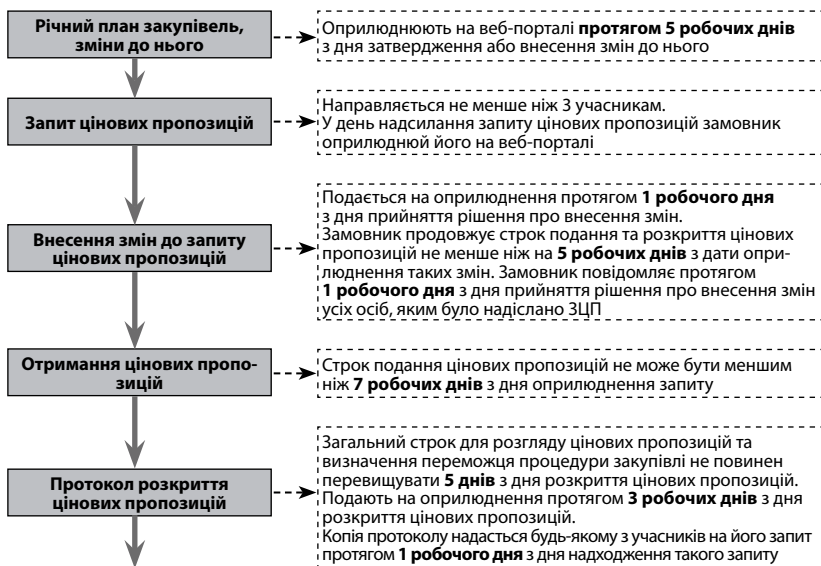 Річний план закупівель,
зміни до нього
Оприлюднюють на веб-порталі протягом 5 робочих днів
з дня затвердження або внесення змін до нього
Запит цінових пропозицій
Направляється не менше ніж 3 учасникам.
У день надсилання запиту цінових пропозицій замовник
оприлюднює його на веб-порталі
Внесення змін до запиту
цінових пропозицій
Подається на оприлюднення протягом 1 робочого дня
з дня прийняття рішення про внесення змін.
Замовник продовжує строк подання та розкриття цінових
пропозицій не менше ніж на 5 робочих днів з дати опри-
люднення таких змін. Замовник повідомляє протягом
1 робочого дня з дня прийняття рішення про внесення змін
усіх осіб, яким було надіслано ЗЦП
Отримання цінових пропо-
зицій
Строк подання цінових пропозицій не може бути меншим
ніж 7 робочих днів з дня оприлюднення запиту
Протокол розкриття
цінових пропозицій
Загальний строк для розгляду цінових пропозицій та
визначення переможця процедури закупівлі не повинен
перевищувати 5 днів з дня розкриття цінових пропозицій.
Подають на оприлюднення протягом 3 робочих днів з дня
розкриття цінових пропозицій.
Копія протоколу надасться будь-якому з учасників на його запит
протягом 1 робочого дня з дня надходження такого запиту